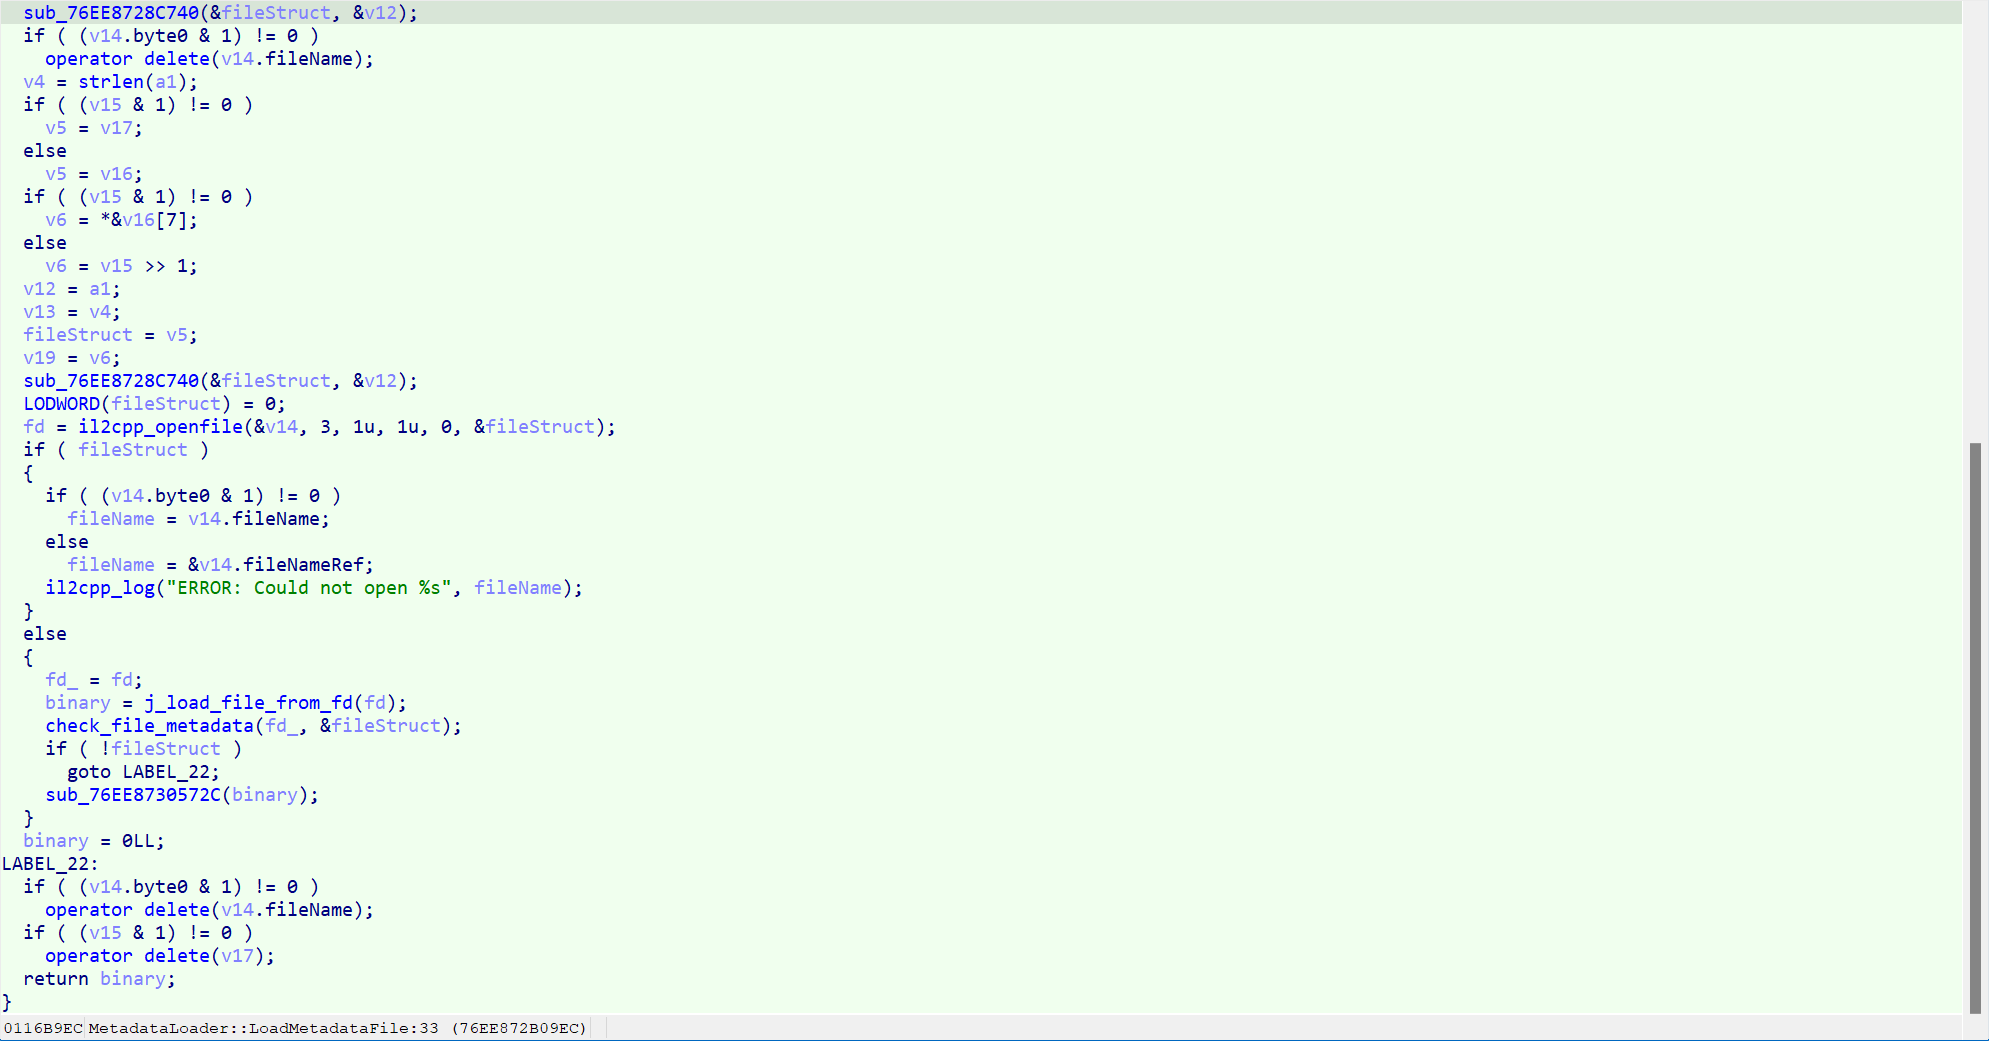 sub_76EE8728C740(&fileStruct, &v12);
if ( (v14.byte0 & 1) != 0 )
operator delete(v14.fileName);
v4 = strlen(a1);
if ( (v15 & 1) != 0 )
v5 = v17;
else
v5 = v16;
if ( (v15 & 1) != 0 )
v6 = *&v16[7];
else
v6 = v15 >> 1;
v12 = a1;
v13 = v4;
fileStruct = v5;
v19 = v6;
sub_76EE8728C740(&fileStruct, &v12);
LODWORD(fileStruct) = 0;
fd = il2cpp_openfile(&v14, 3, 1u, 1u, 0, &fileStruct);
if ( fileStruct )
{
if ( (v14.byte0 & 1) != 0 )
fileName = v14.fileName;
else
fileName = &v14.fileNameRef;
il2cpp_log("ERROR: Could not open %s", fileName);
}
else
{
fd_ = fd;
binary = j_load_file_from_fd(fd);
check_file_metadata(fd_, &fileStruct);
if ( !fileStruct )
goto LABEL_22;
sub_76EE8730572C(binary);
}
binary = 0LL;
LABEL_22:
if ( (v14.byte0 & 1) != 0 )
operator delete(v14.fileName);
if ( (v15 & 1) != 0 )
operator delete(v17);
return binary;
}
0116B9EC MetadataLoader::LoadMetadataFile:33 (76EE872B09EC)